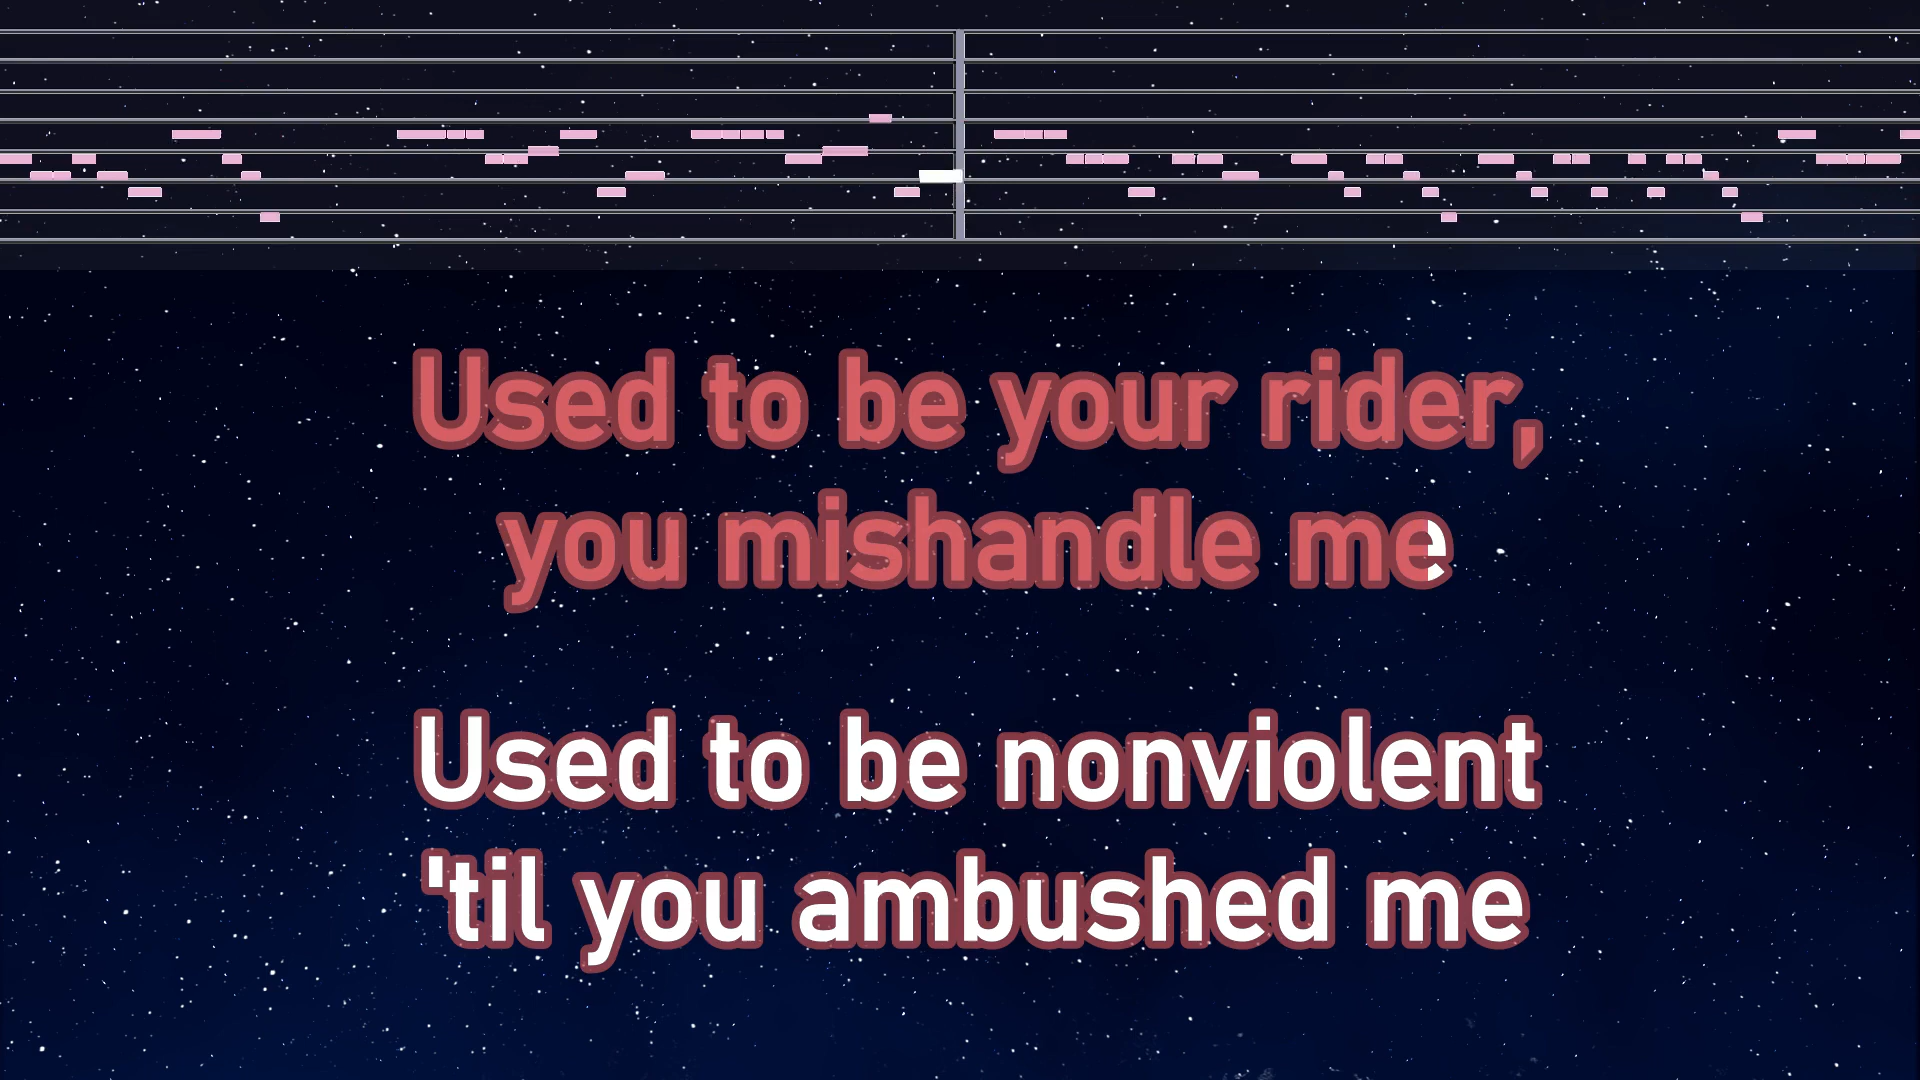 Used to be your rider,
you mishandle me
Used to be nonviolent
'til you ambushed me